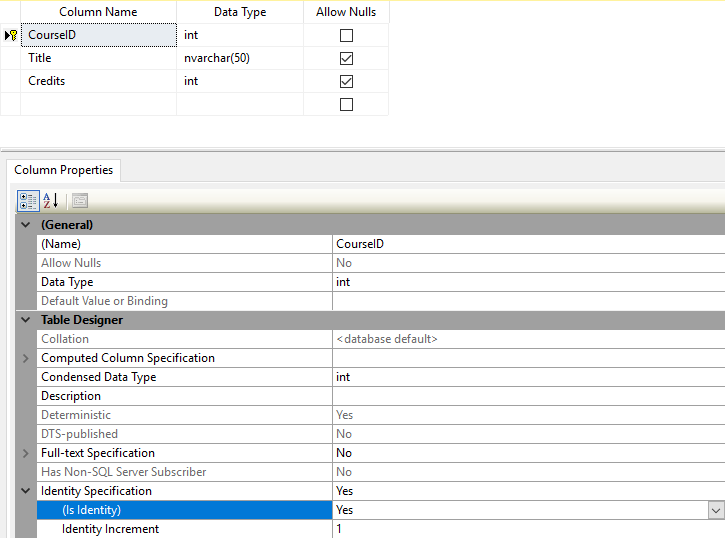 Column Name Data Type Allow Nulls
CourseID int
Title nvarchar(50)
Credits int
Column Properties
A
Z
(General)
(Name) CourseID
Allow Nulls No
Data Type int
Default Value or Binding
Table Designer
Collation <database default>
Computed Column Specification
Condensed Data Type int
Description
Deterministic Yes
DTS-published No
Full-text Specification No
Has Non-SQL Server Subscriber No
Identity Specification Yes
(Is Identity) Yes
Identity Increment 1